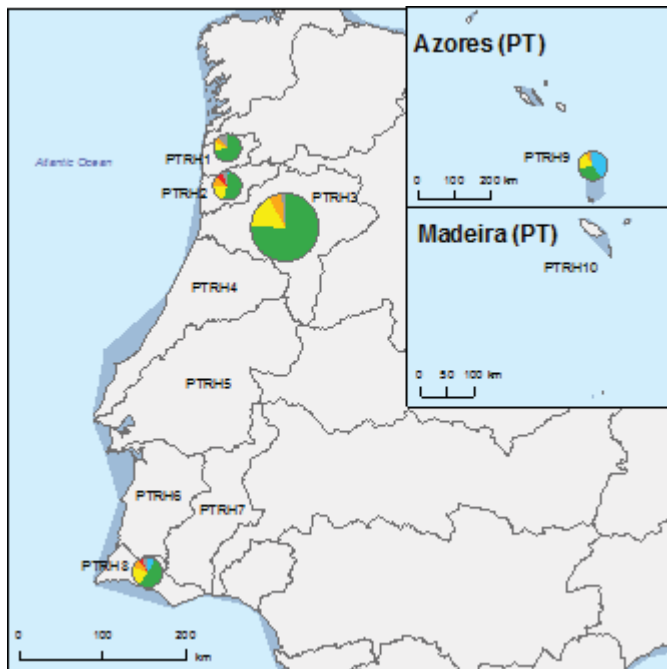 Azores (PT)
Atlantic Ocean
PTRH1
PTRH9
PTRH2
PTRH3
0 100 200 km
Madeira (PT)
PTRH10
PTRH4
PTRH5
0 50 100 km
PTRH6
PTRH7
PTRH8
0 100 200
km